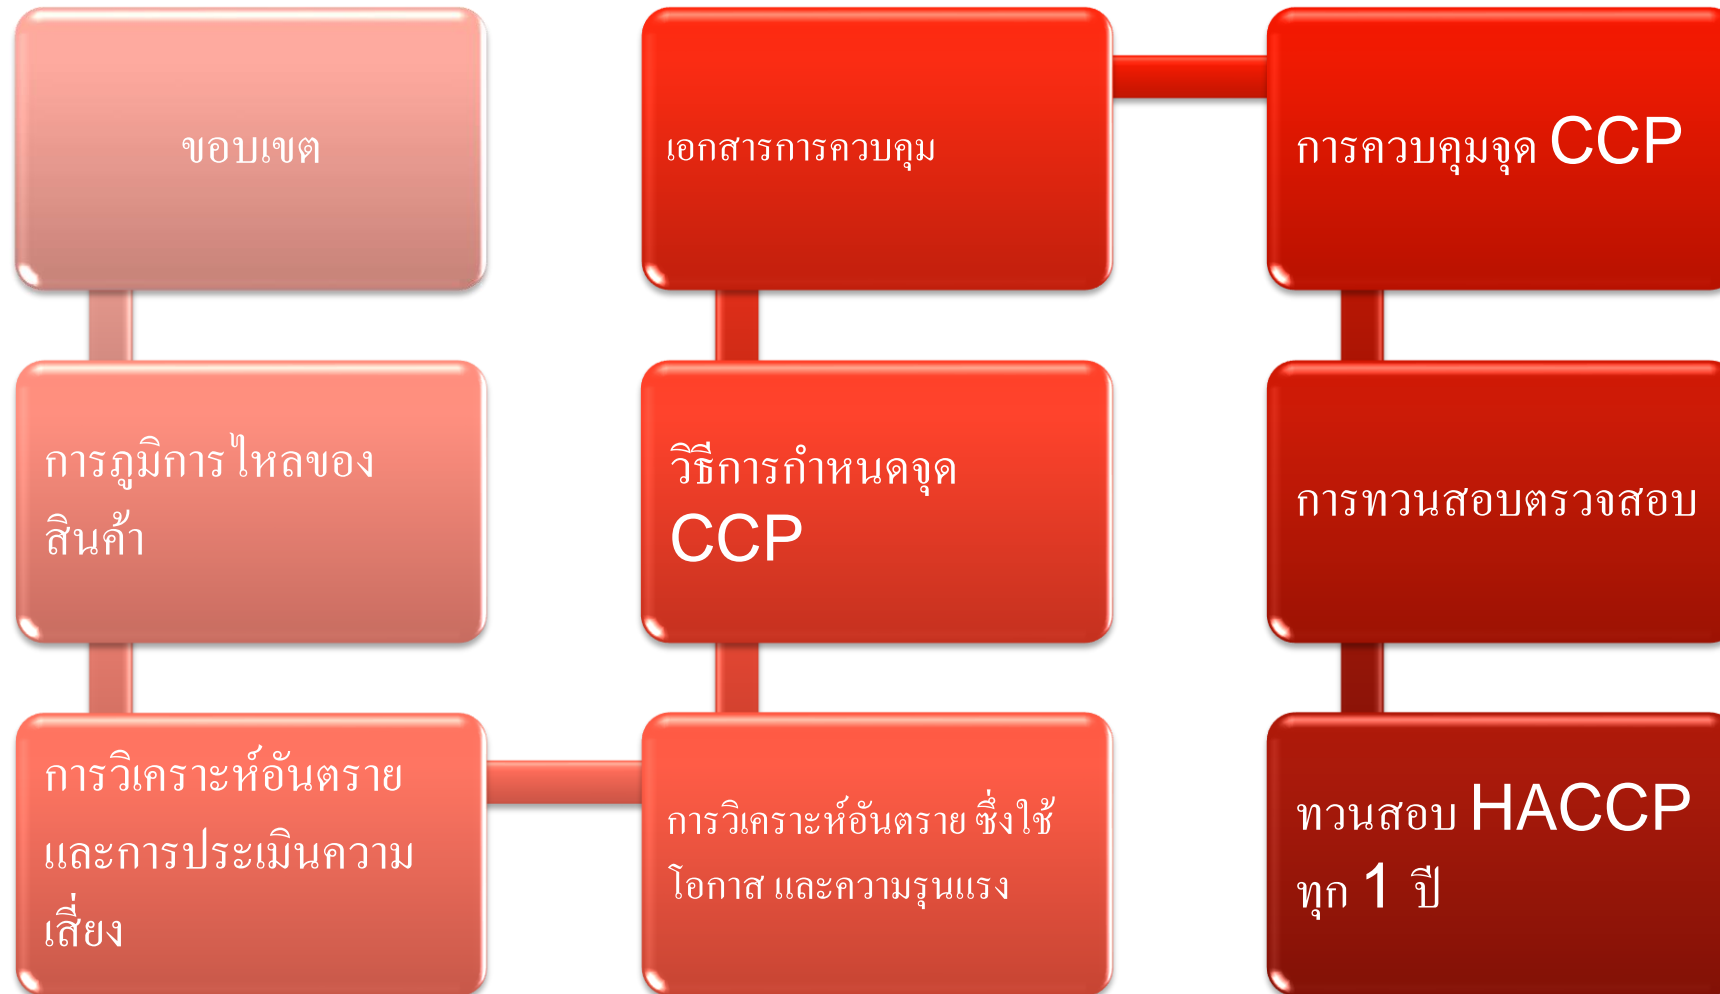 ขอบเขต
การภูมิการไหลของ
สินค้า
การวิเคราะห์อันตราย
และการประเมินความ
เสี่ยง
การวิเคราะห์อันตราย ซึ่งใช้
โอกาส และความรุนแรง
วิธีการกำหนดจุด
CCP
เอกสารการควบคุม
การควบคุมจุด CCP
การทวนสอบตรวจสอบ
ทวนสอบ HACCP
ทุก 1 ปี